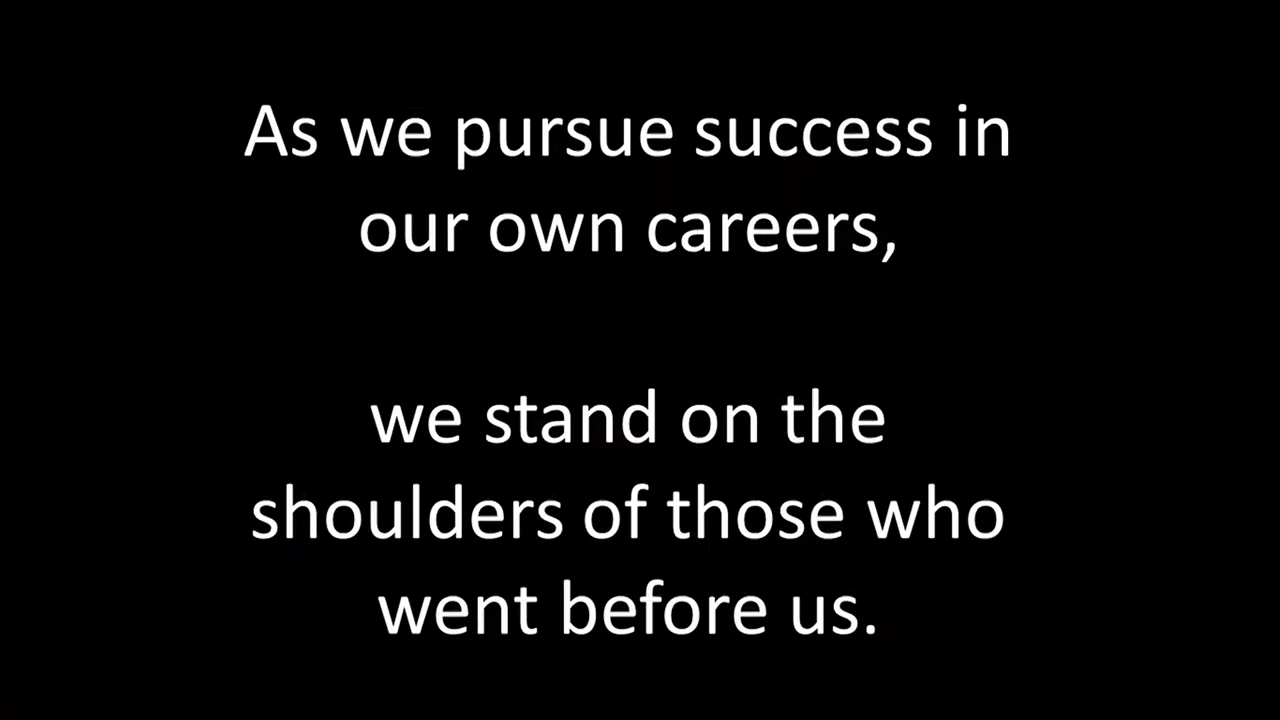 As we pursue success in
our own careers,
we stand on the
shoulders of those who
went before us.